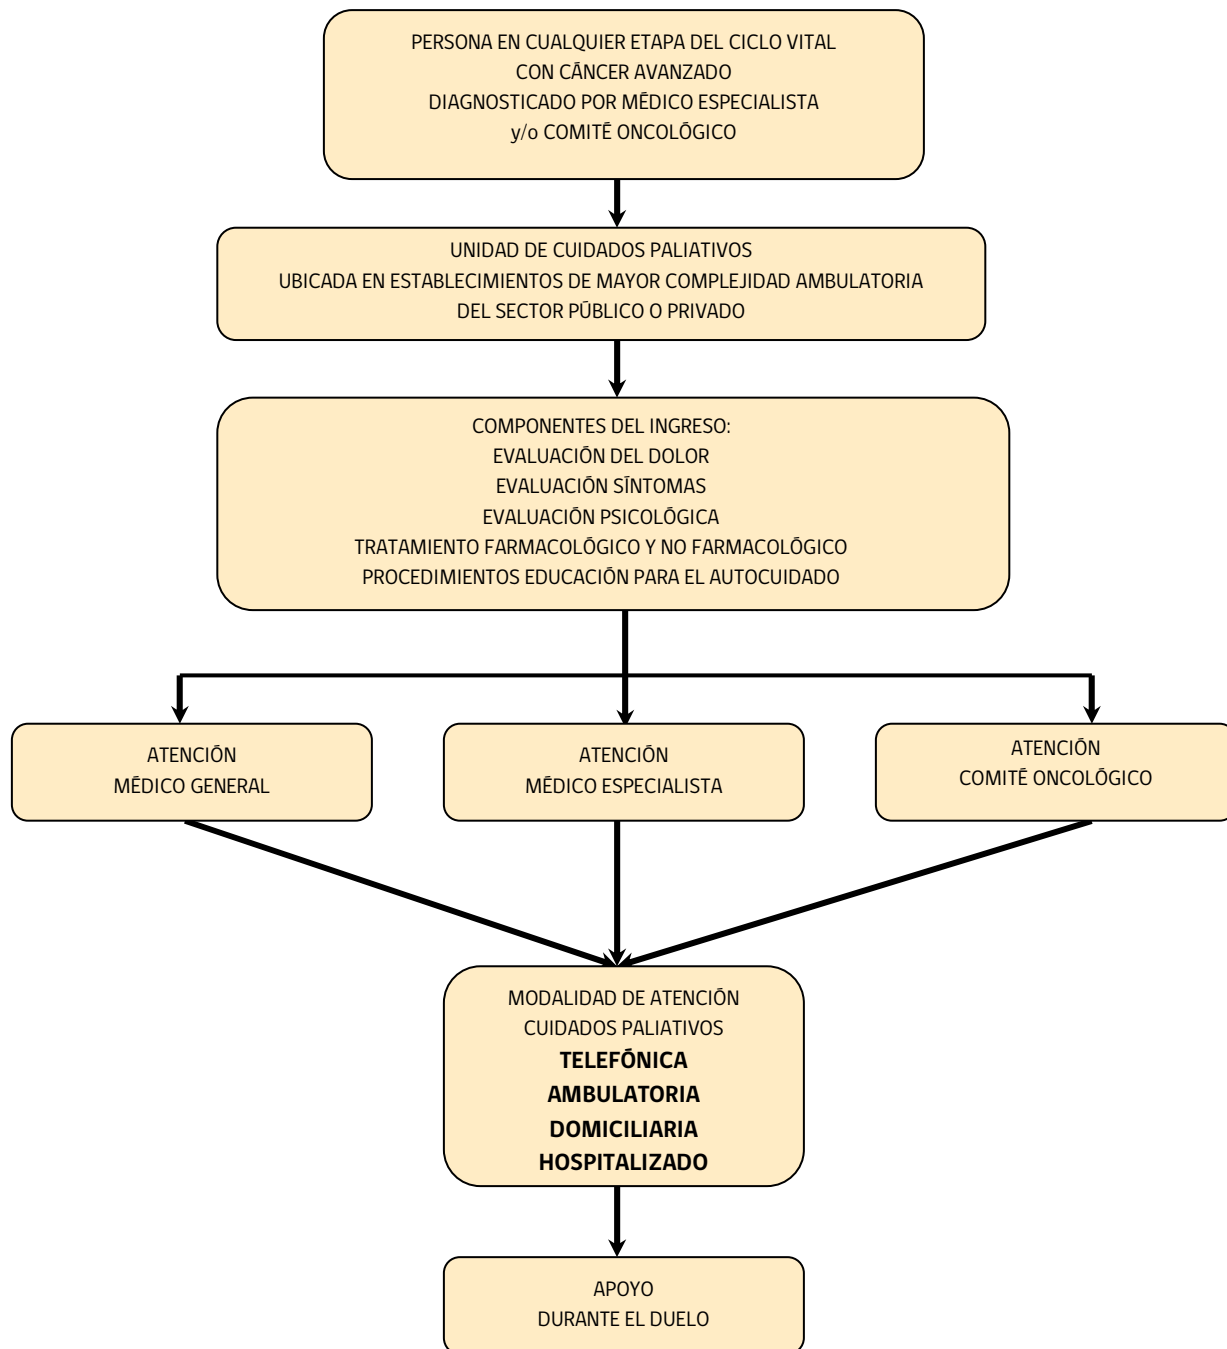 PERSONA EN CUALQUIER ETAPA DEL CICLO VITAL
CON CÁNCER AVANZADO
DIAGNOSTICADO POR MÉDICO ESPECIALISTA
y/o COMITÉ ONCOLÓGICO
UNIDAD DE CUIDADOS PALIATIVOS
UBICADA EN ESTABLECIMIENTOS DE MAYOR COMPLEJIDAD AMBULATORIA
DEL SECTOR PÚBLICO O PRIVADO
COMPONENTES DEL INGRESO:
EVALUACIÓN DEL DOLOR
EVALUACIÓN SÍNTOMAS
EVALUACIÓN PSICOLÓGICA
TRATAMIENTO FARMACOLÓGICO Y NO FARMACOLÓGICO
PROCEDIMIENTOS EDUCACIÓN PARA EL AUTOCUIDADO
ATENCIÓN
MÉDICO GENERAL
ATENCIÓN
MÉDICO ESPECIALISTA
ATENCIÓN
COMITÉ ONCOLÓGICO
MODALIDAD DE ATENCIÓN
CUIDADOS PALIATIVOS
TELEFÓNICA
AMBULATORIA
DOMICILIARIA
HOSPITALIZADO
APOYO
DURANTE EL DUELO